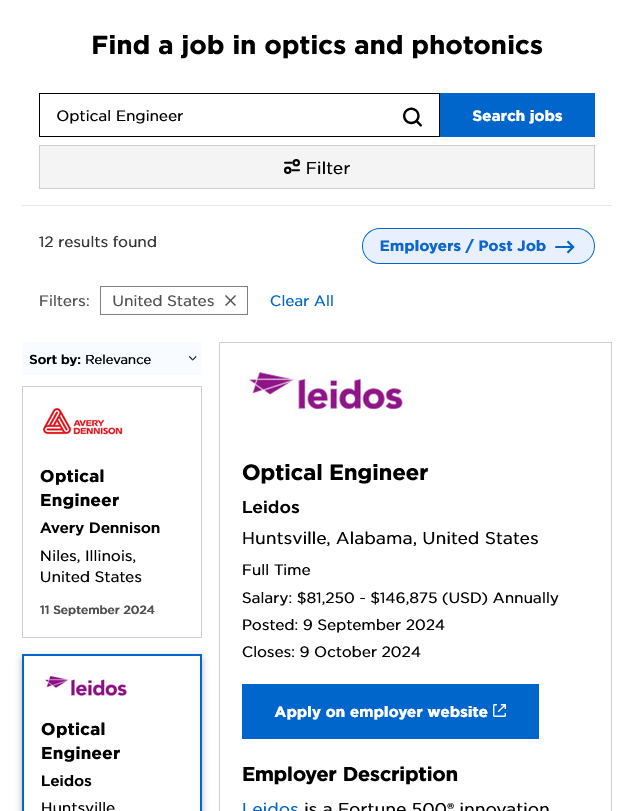 Find a job in optics and photonics
Optical Engineer
Search jobs
Filter
12 results found
Employers / Post Job
Filters:
United States
Clear All
Sort by: Relevance
AVERY
DENNISON
Optical
Engineer
Avery Dennison
Niles, Illinois,
United States
11 September 2024
leidos
Optical
Engineer
Leidos
Huntsville
leidos
Optical Engineer
Leidos
Huntsville, Alabama, United States
Full Time
Salary: $81,250 - $146,875 (USD) Annually
Posted: 9 September 2024
Closes: 9 October 2024
Apply on employer website
Employer Description
Leidos is a Fortune 500® innovation